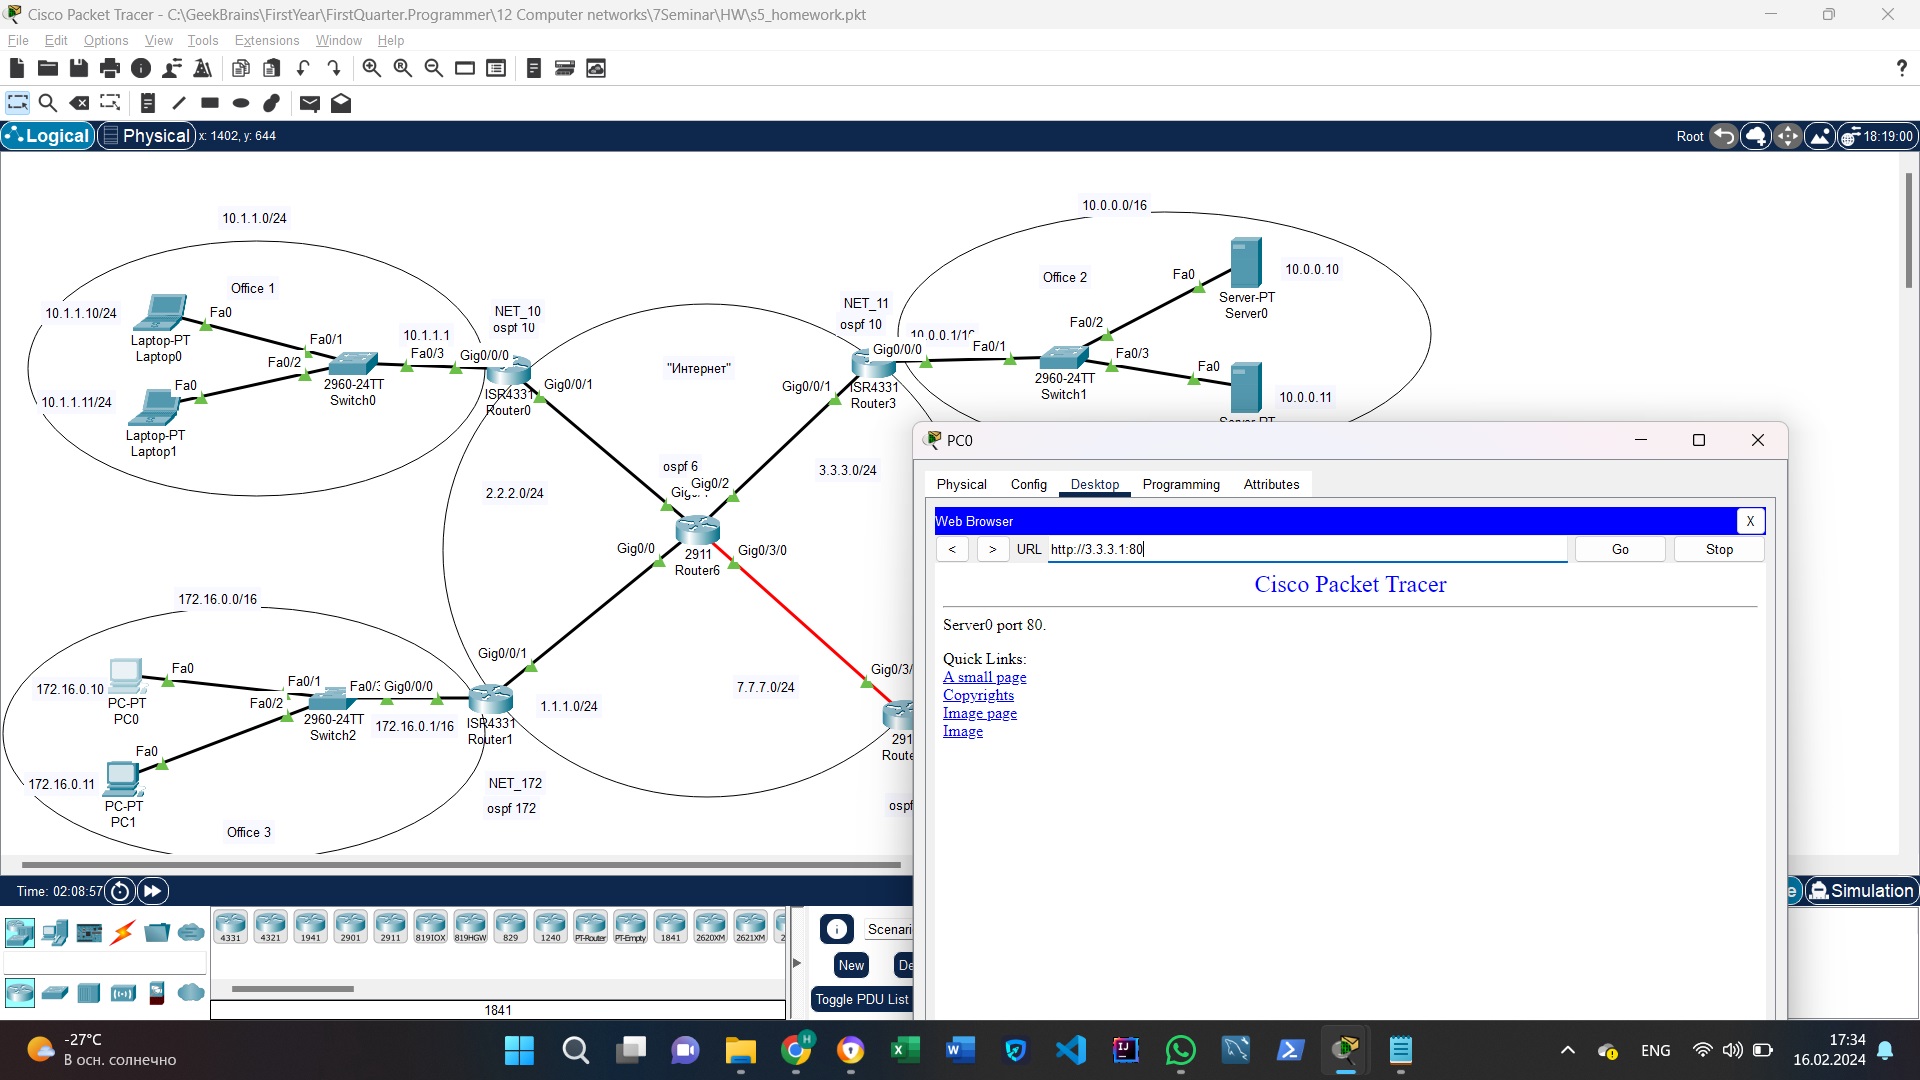 Cisco Packet Tracer - C:\GeekBrains\FirstYear\FirstQuarter.Programmer\12 Computer networks\7Seminar\HW\s5_homework.pkt
File Edit Options View Tools Extensions Window Help
?
Logical Physical x: 1402, y: 644
Root 18:19:00
10.1.1.0/24
Office 1
10.1.1.10/24
Fa0
Laptop-PT
Laptop0
Fa0/1
Fa0/2
10.1.1.1
Fa0/3
Gig0/0/0
10.1.1.11/24
Fa0
Laptop-PT
Laptop1
2960-24TT
Switch0
NET_10
ospf 10
ISR4331
Router0
Gig0/0/1
"Интернет"
NET_11
ospf 10
Gig0/0/0
Gig0/0/1
ISR4331
Router3
10.0.0.0/16
Office 2
10.0.0.1/16
Fa0/1
Fa0/2
Fa0/3
2960-24TT
Switch1
Fa0
Server-PT
Server0
10.0.0.10
Fa0
10.0.0.11
Server-PT
2.2.2.0/24
3.3.3.0/24
ospf 6
Gig0/2
Gig0/0
Gig0/3/0
2911
Router6
172.16.0.0/16
172.16.0.10
Fa0
PC-PT
PC0
Fa0/1
Fa0/2
Fa0/3
Gig0/0/0
2960-24TT
Switch2
172.16.0.1/16
Gig0/0/1
ISR4331
Router1
1.1.1.0/24
7.7.7.0/24
Gig0/3/
291
Route
ospf
172.16.0.11
Fa0
PC-PT
PC1
Office 3
NET_172
ospf 172
PC0
Physical Config Desktop Programming Attributes
Web Browser X
< > URL http://3.3.3.1:80 Go Stop
Cisco Packet Tracer
Server0 port 80.
Quick Links:
A small page
Copyrights
Image page
Image
Time: 02:08:57
e Simulation
4331 4321 1941 2901 2911 819IOX 819HGW 829 1240 PT-Router PT-Empty 1841 2620XM 2621XM 2
1841
Scenari
New De
Toggle PDU List
-27°C
В осн. солнечно
ENG
17:34
16.02.2024